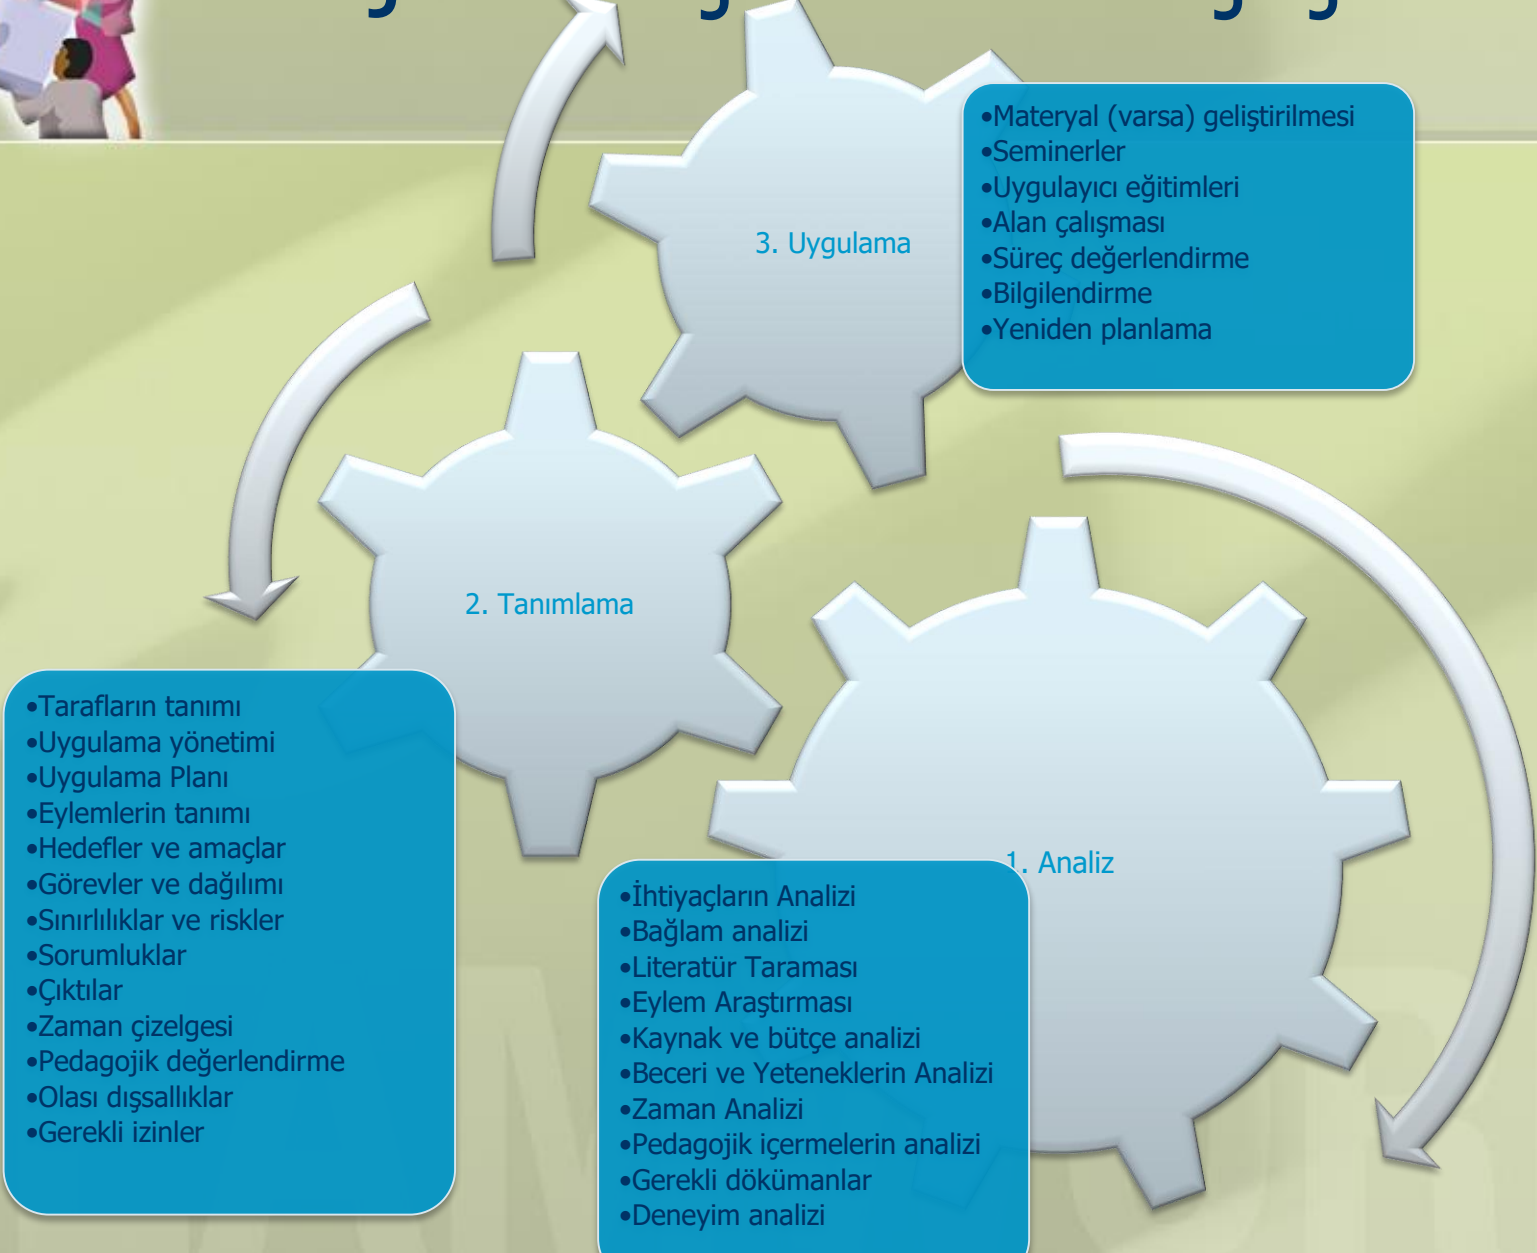 3. Uygulama
•Materyal (varsa) geliştirilmesi
•Seminerler
•Uygulayıcı eğitimleri
•Alan çalışması
•Süreç değerlendirme
•Bilgilendirme
•Yeniden planlama
2. Tanımlama
•Tarafların tanımı
•Uygulama yönetimi
•Uygulama Planı
•Eylemlerin tanımı
•Hedefler ve amaçlar
•Görevler ve dağılımı
•Sınırlılıklar ve riskler
•Sorumluklar
•Çıktılar
•Zaman çizelgesi
•Pedagojik değerlendirme
•Olası dışsallıklar
•Gerekli izinler
1. Analiz
•İhtiyaçların Analizi
•Bağlam analizi
•Literatür Taraması
•Eylem Araştırması
•Kaynak ve bütçe analizi
•Beceri ve Yeteneklerin Analizi
•Zaman Analizi
•Pedagojik içermelerin analizi
•Gerekli dökümanlar
•Deneyim analizi